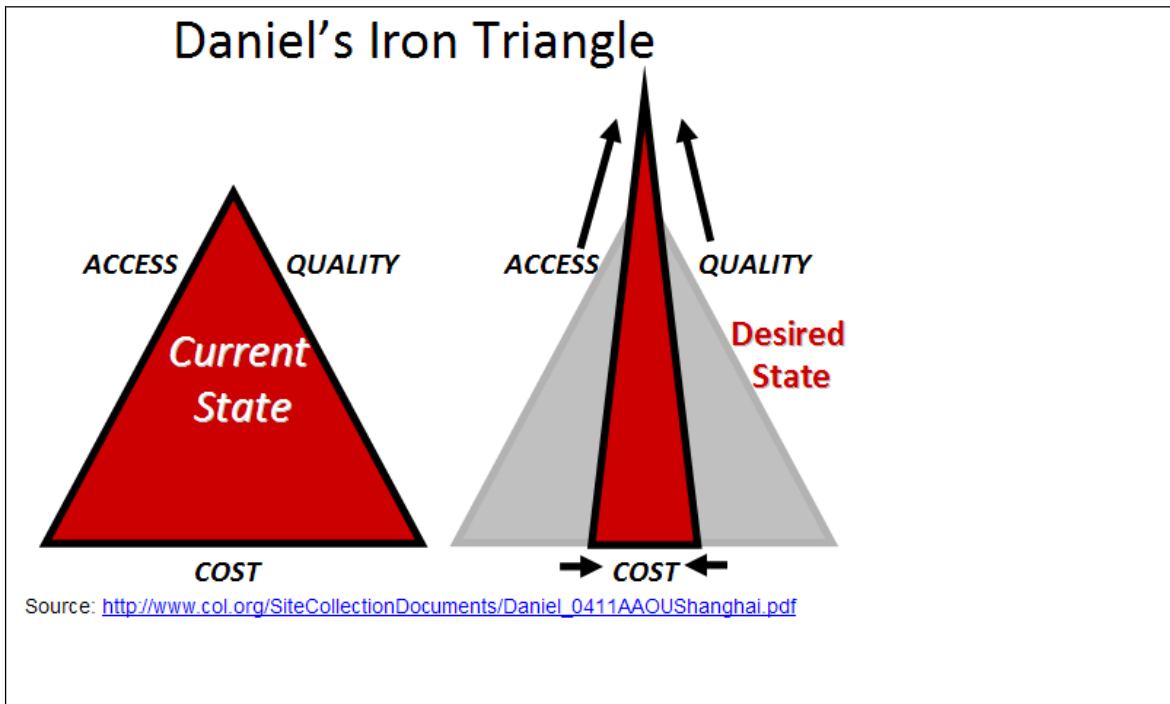 Daniel's Iron Triangle
ACCESS
QUALITY
Current
State
COST
ACCESS
QUALITY
Desired
State
COST
Source: http://www.col.org/SiteCollectionDocuments/Daniel_0411AAOUShanghai.pdf